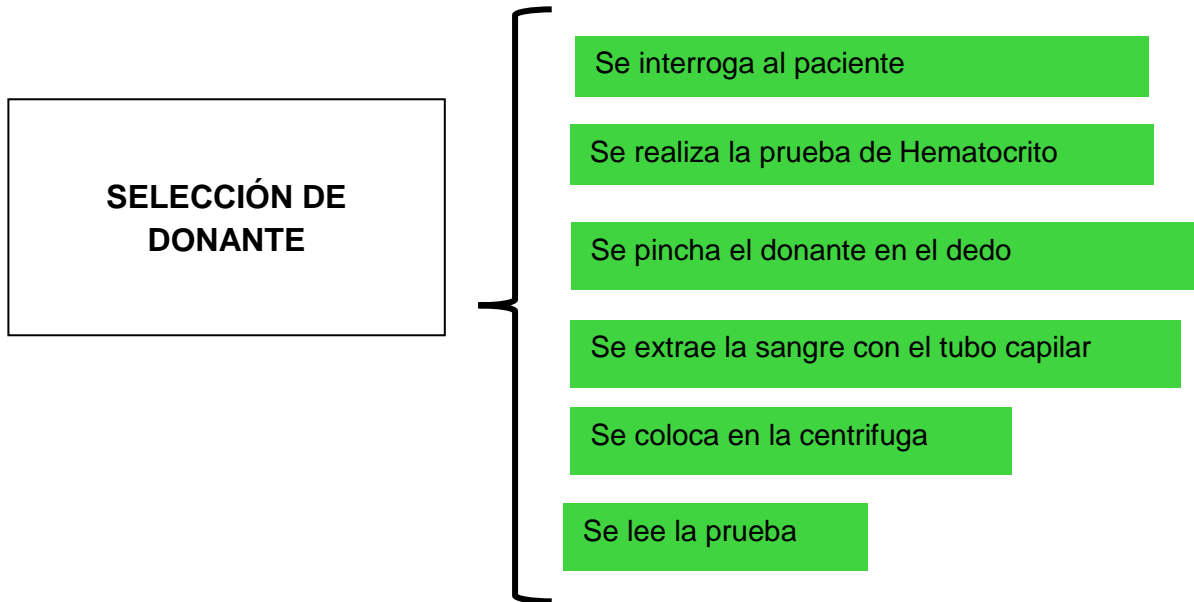 SELECCIÓN DE
DONANTE
Se interroga al paciente
Se realiza la prueba de Hematocrito
Se pincha el donante en el dedo
Se extrae la sangre con el tubo capilar
Se coloca en la centrifuga
Se lee la prueba